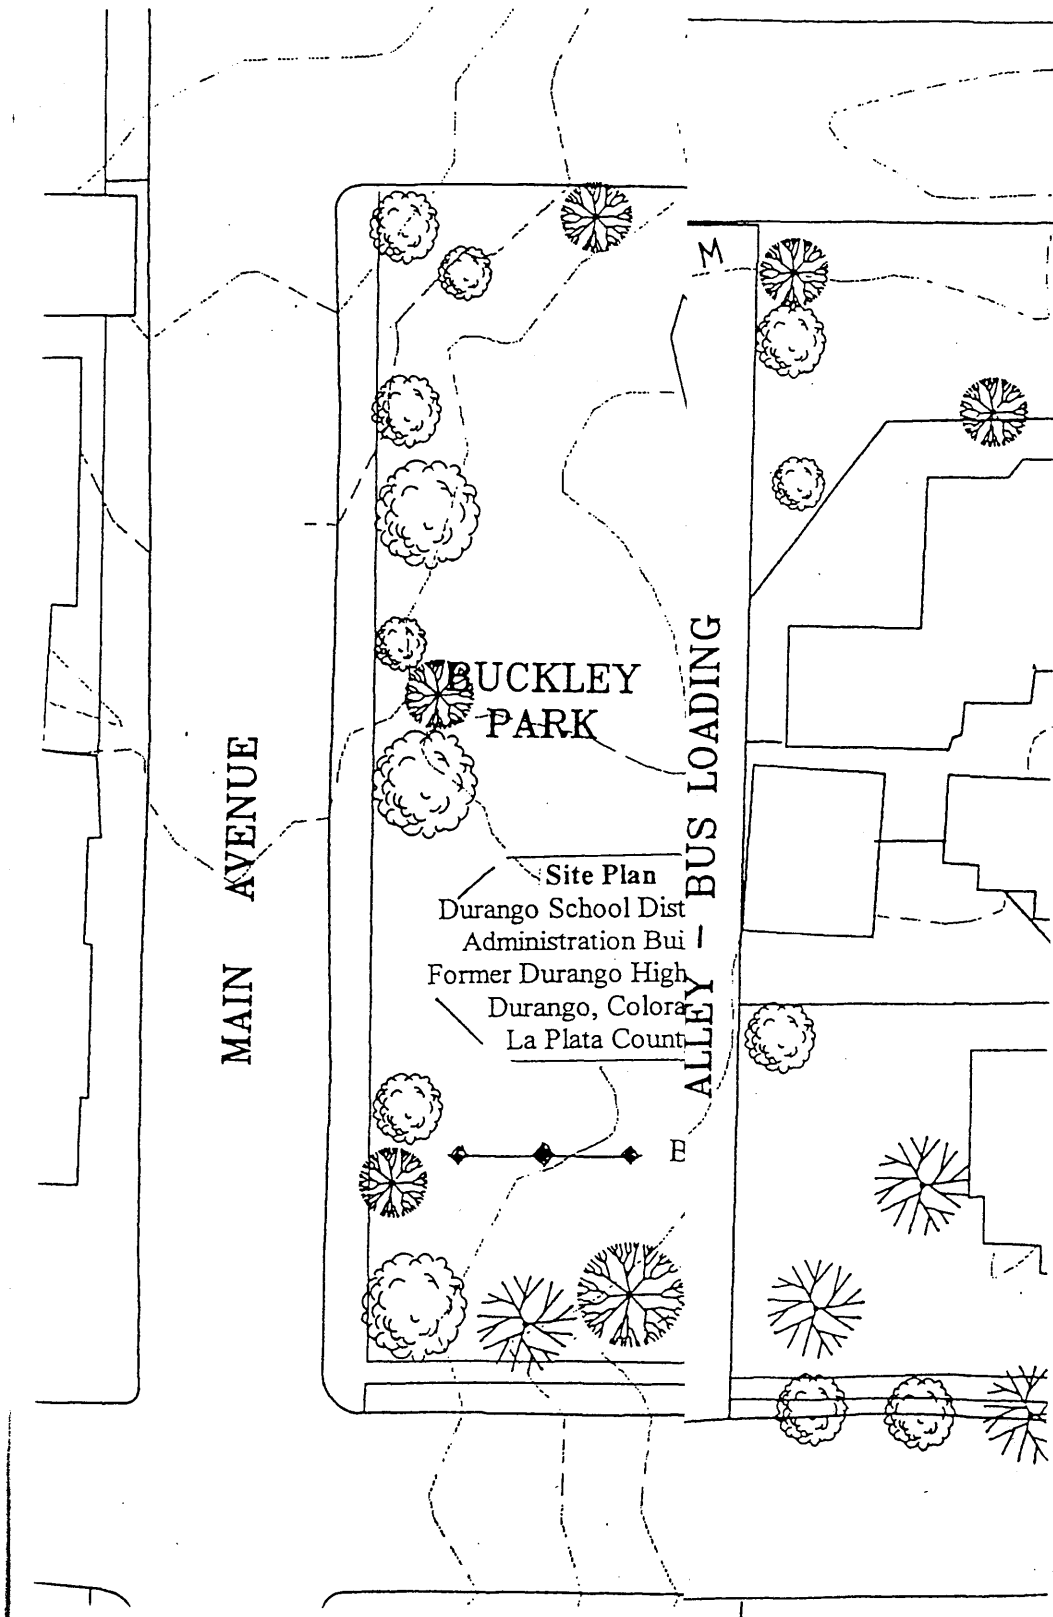 M
BUCKLEY
PARK
MAIN AVENUE
ALLEY - BUS LOADING
Site Plan
Durango School Dist
Administration Bui
Former Durango High
Durango, Colora
La Plata Count
B